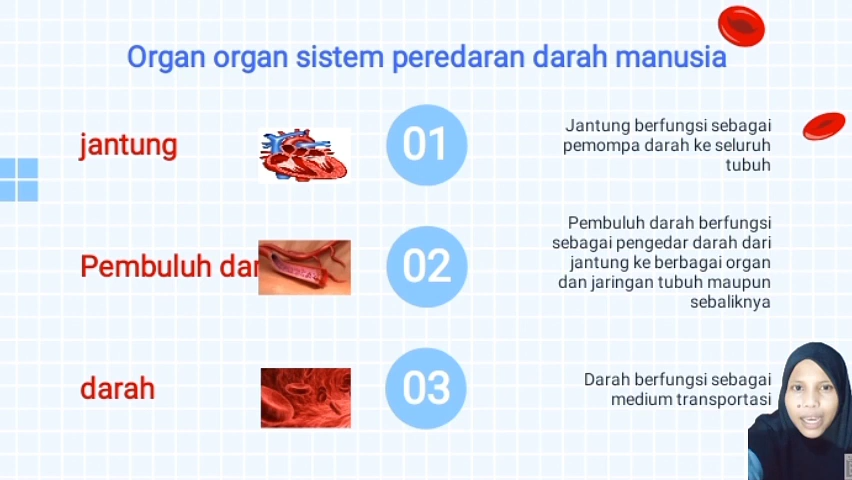 Organ organ sistem peredaran darah manusia
jantung
01
Jantung berfungsi sebagai
pemompa darah ke seluruh
tubuh
Pembuluh dar
02
Pembuluh darah berfungsi
sebagai pengedar darah dari
jantung ke berbagai organ
dan jaringan tubuh maupun
sebaliknya
darah
03
Darah berfungsi sebagai
medium transportasi